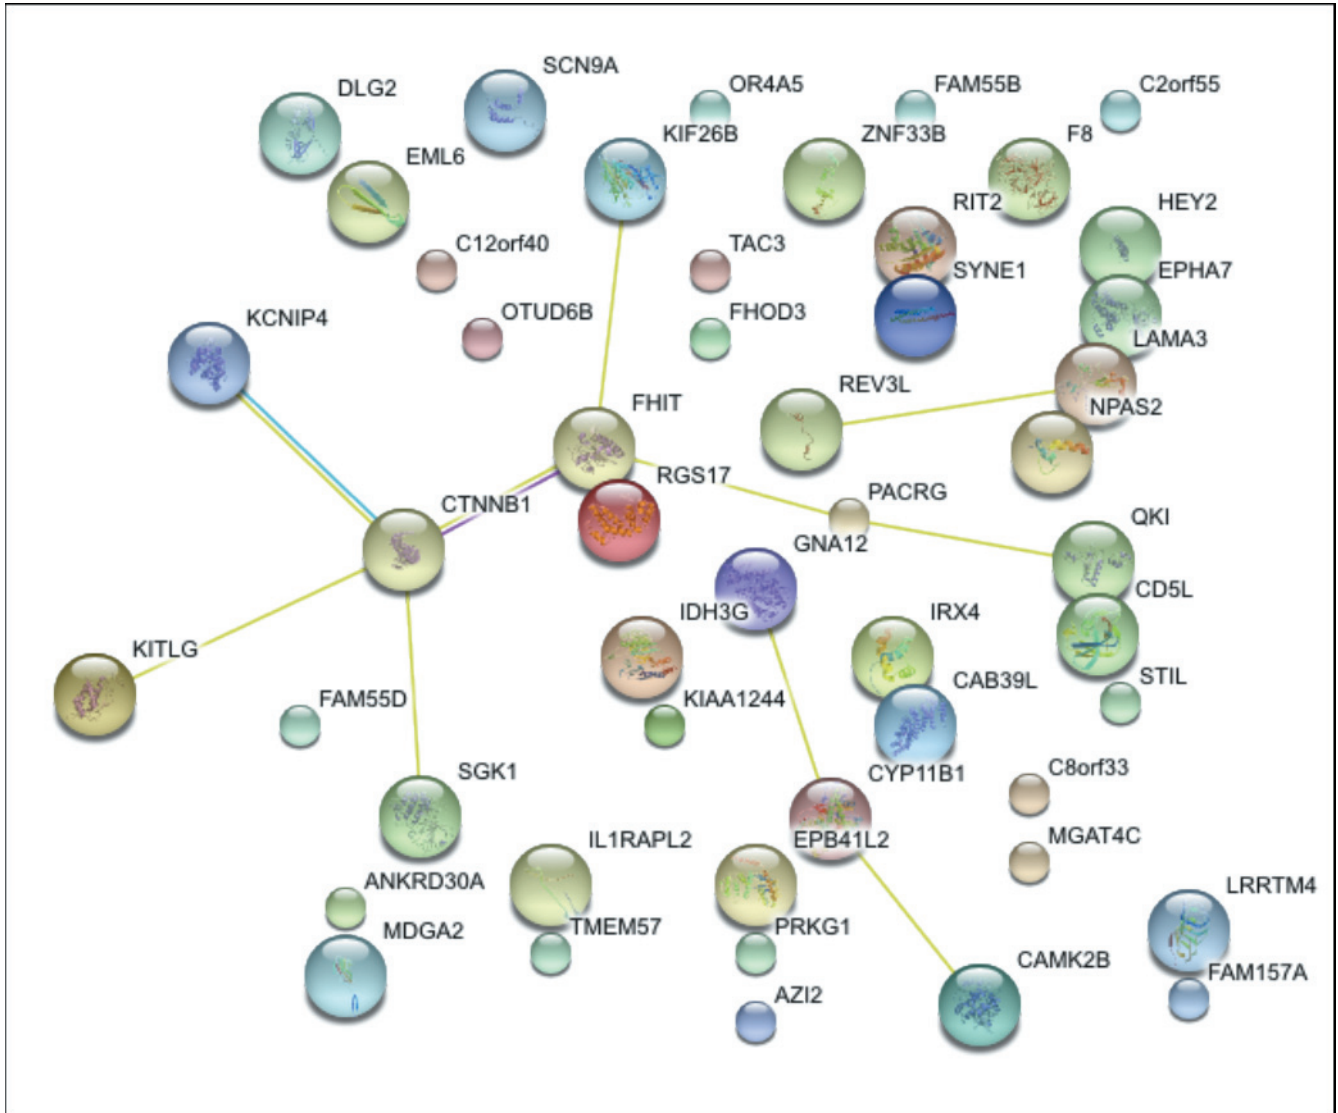 SCN9A
DLG2
OR4A5
FAM55B
C2orf55
KIF26B
ZNF33B
F8
EML6
RIT2
HEY2
C12orf40
TAC3
SYNE1
EPHA7
OTUD6B
FHOD3
KCNIP4
LAMA3
REV3L
FHIT
NPAS2
RGS17
PACRG
CTNNB1
QKI
GNA12
CD5L
IDH3G
IRX4
KITLG
STIL
CAB39L
FAM55D
KIAA1244
SGK1
CYP11B1
C8orf33
IL1RAPL2
EPB41L2
MGAT4C
ANKRD30A
LRRTM4
MDGA2
TMEM57
PRKG1
CAMK2B
FAM157A
AZI2